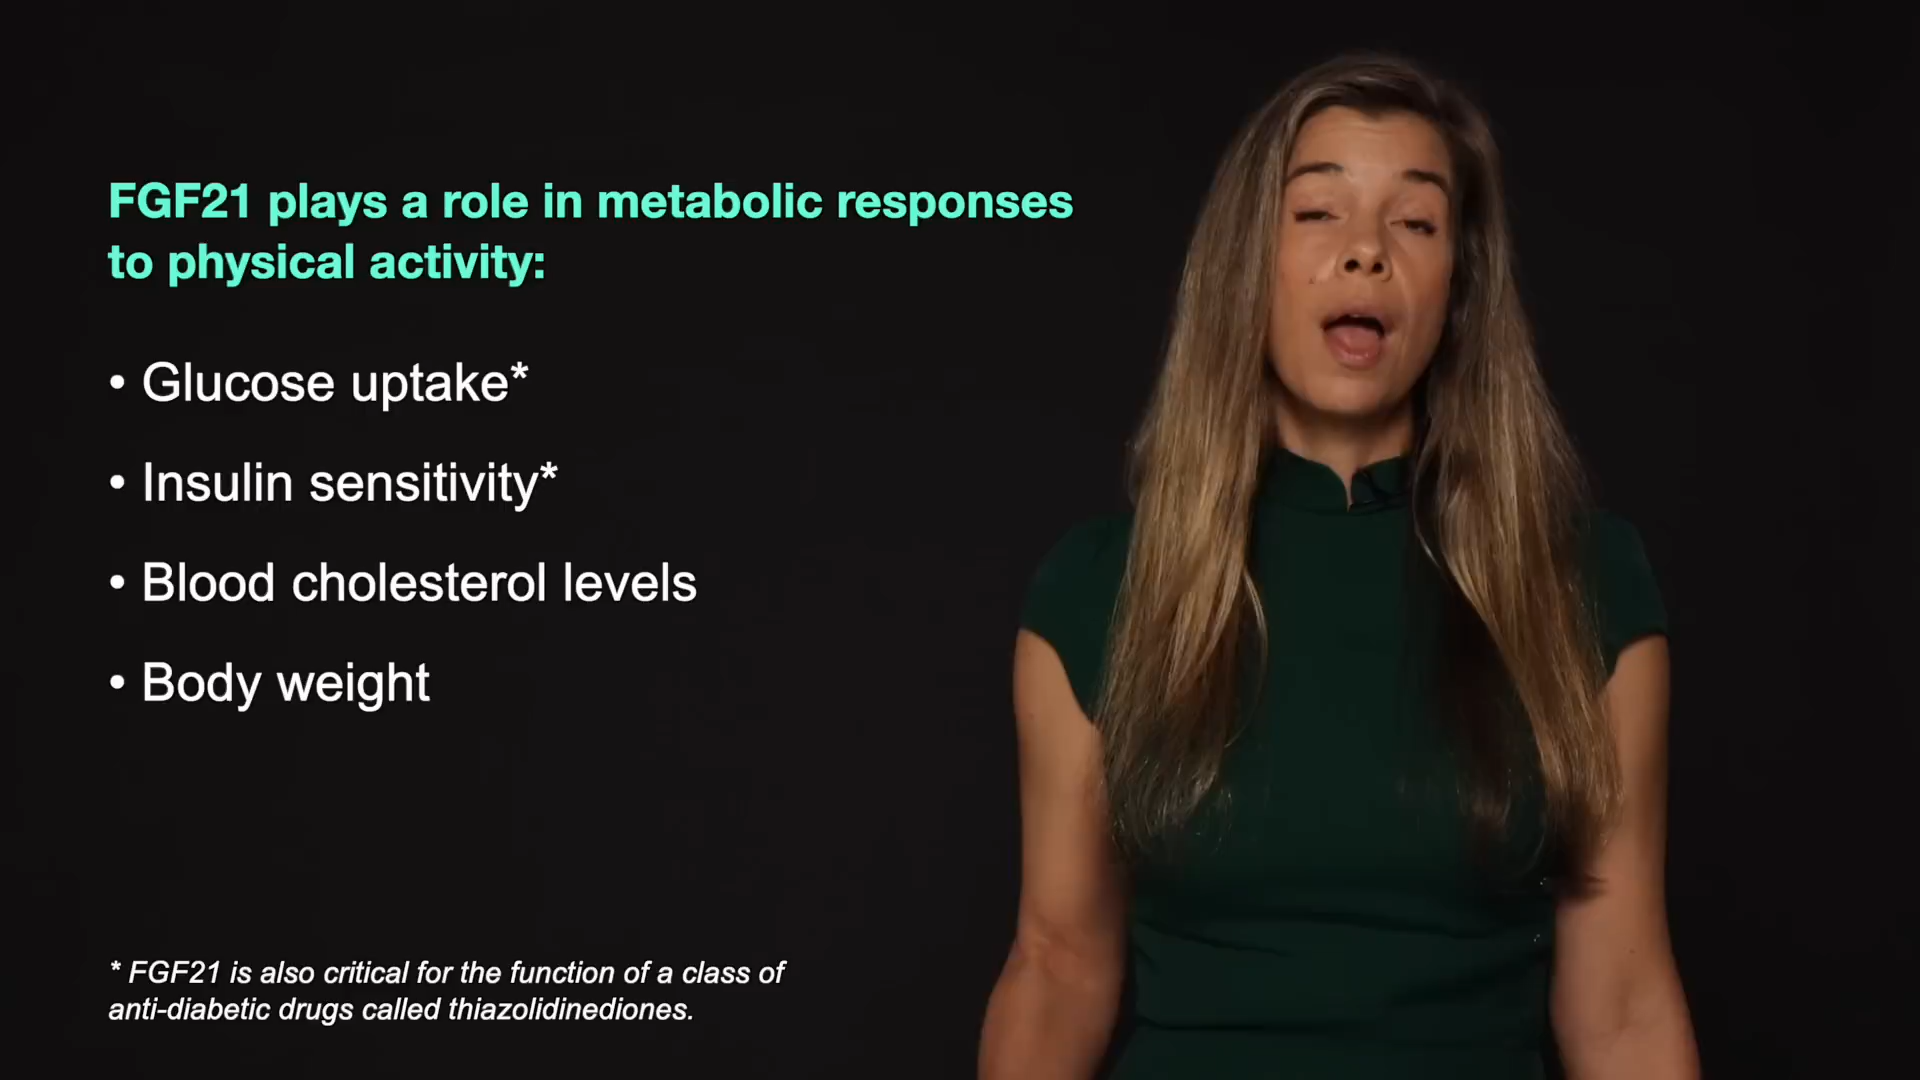 FGF21 plays a role in metabolic responses
to physical activity:
• Glucose uptake*
• Insulin sensitivity*
• Blood cholesterol levels
• Body weight
* FGF21 is also critical for the function of a class of
anti-diabetic drugs called thiazolidinediones.